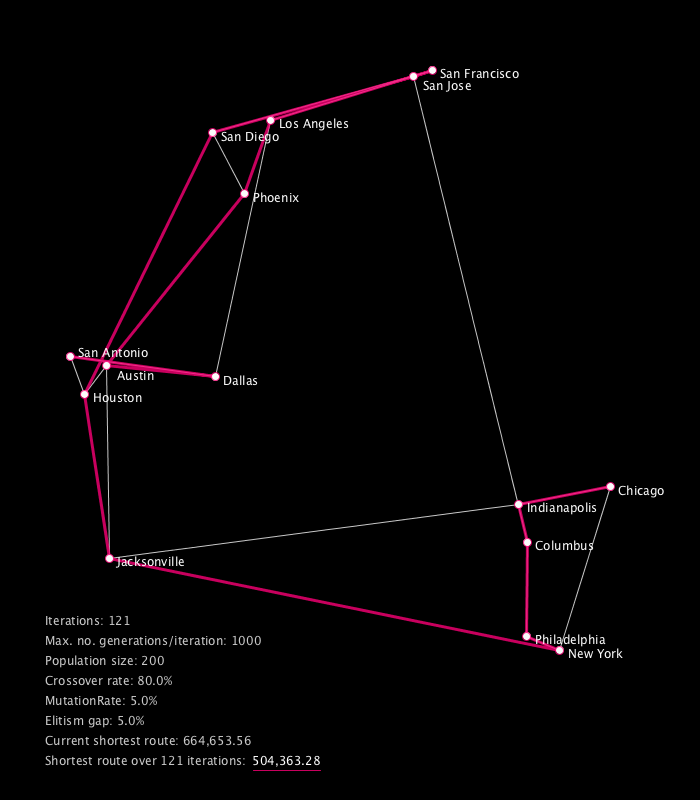 San Francisco
San Jose
Los Angeles
San Diego
Phoenix
San Antonio
Austin
Dallas
Houston
Chicago
Indianapolis
Columbus
Jacksonville
Philadelphia
New York
Iterations: 121
Max. no. generations/iteration: 1000
Population size: 200
Crossover rate: 80.0%
MutationRate: 5.0%
Elitism gap: 5.0%
Current shortest route: 664,653.56
Shortest route over 121 iterations: 504,363.28